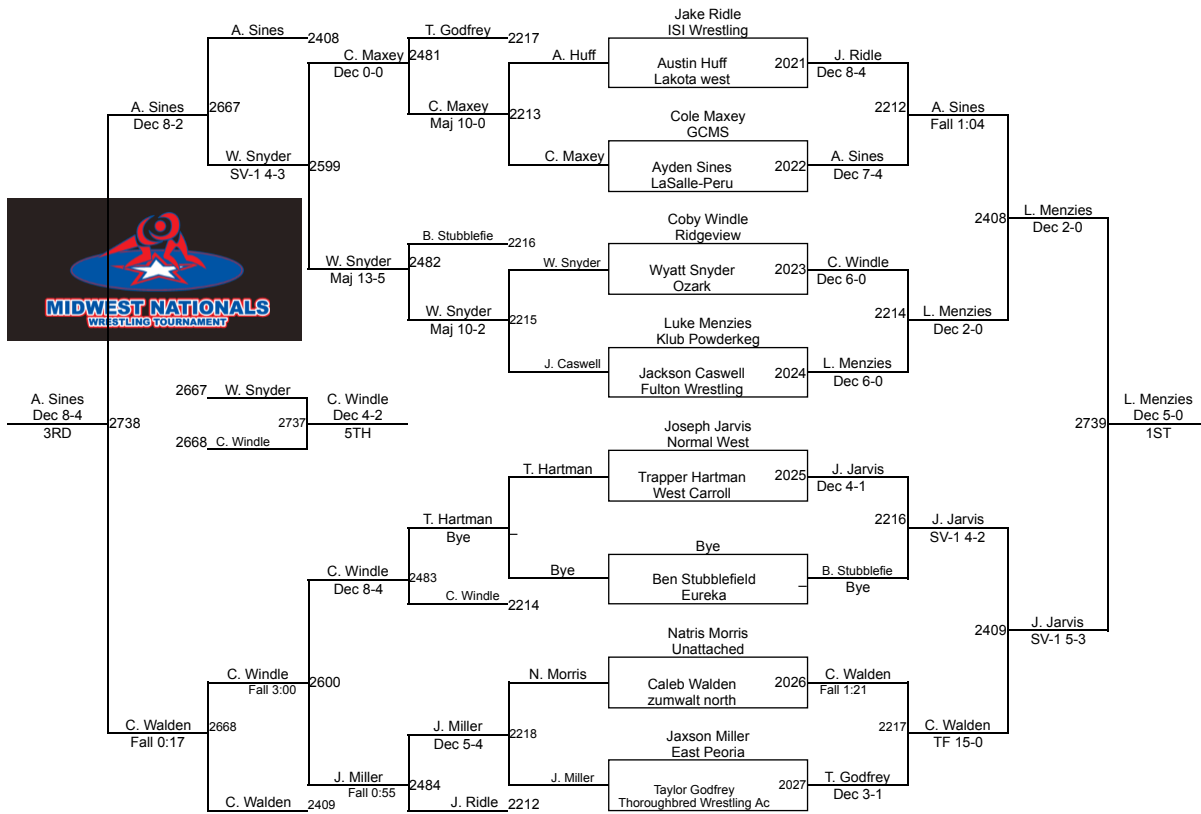 Jake Ridle
ISI Wrestling
A. Sines
2408
T. Godfrey
2217
C. Maxey
2481
Dec 0-0
A. Huff
Austin Huff
2021
Lakota west
J. Ridle
Dec 8-4
A. Sines
2667
Dec 8-2
C. Maxey
2213
Maj 10-0
Cole Maxey
GCMS
2212
A. Sines
Fall 1:04
W. Snyder
2599
SV-1 4-3
C. Maxey
Ayden Sines
2022
LaSalle-Peru
A. Sines
Dec 7-4
Coby Windle
Ridgeview
2408
L. Menzies
Dec 2-0
B. Stubblefie
2216
W. Snyder
2482
Maj 13-5
W. Snyder
Wyatt Snyder
2023
Ozark
C. Windle
Dec 6-0
MIDWEST NATIONALS
WRESTLING TOURNAMENT
W. Snyder
2215
Maj 10-2
Luke Menzies
Klub Powderkeg
2214
L. Menzies
Dec 2-0
J. Caswell
Jackson Caswell
2024
Fulton Wrestling
L. Menzies
Dec 6-0
A. Sines
Dec 8-4
2738
3RD
2667
W. Snyder
2737
2668
C. Windle
C. Windle
Dec 4-2
5TH
Joseph Jarvis
Normal West
2739
L. Menzies
Dec 5-0
1ST
T. Hartman
Trapper Hartman
2025
West Carroll
J. Jarvis
Dec 4-1
T. Hartman
Bye
_
Bye
2216
J. Jarvis
SV-1 4-2
C. Windle
2483
Dec 8-4
C. Windle
2214
Bye
Ben Stubblefield
_
Eureka
B. Stubblefie
Bye
Natris Morris
Unattached
2409
J. Jarvis
SV-1 5-3
C. Windle
2600
Fall 3:00
N. Morris
Caleb Walden
2026
zumwalt north
C. Walden
Fall 1:21
C. Walden
2668
Fall 0:17
J. Miller
2218
Dec 5-4
Jaxson Miller
East Peoria
2217
C. Walden
TF 15-0
J. Miller
2484
Fall 0:55
J. Miller
Taylor Godfrey
2027
Thoroughbred Wrestling Ac
T. Godfrey
Dec 3-1
C. Walden
2409
J. Ridle
2212